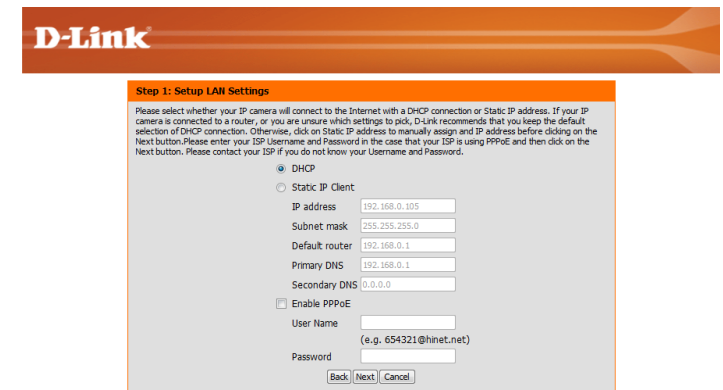 D-Link
Step 1: Setup LAN Settings
Please select whether your IP camera will connect to the Internet with a DHCP connection or Static IP address. If your IP
camera is connected to a router, or you are unsure which settings to pick, D-Link recommends that you keep the default
selection of DHCP connection. Otherwise, click on Static IP address to manually assign and IP address before clicking on the
Next button.Please enter your ISP Username and Password in the case that your ISP is using PPPoE and then click on the
Next button. Please contact your ISP if you do not know your Username and Password.
DHCP
Static IP Client
IP address 192.168.0.105
Subnet mask 255.255.255.0
Default router 192.168.0.1
Primary DNS 192.168.0.1
Secondary DNS 0.0.0.0
Enable PPPoE
User Name
(e.g. 654321@hinet.net)
Password
Back Next Cancel